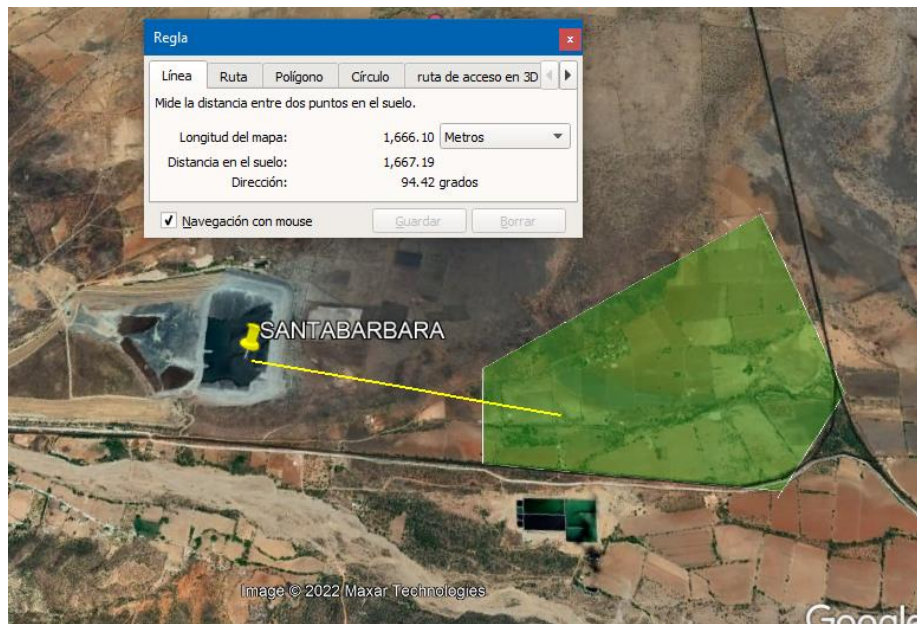 Regla
Línea Ruta Polígono Círculo ruta de acceso en 3D
Mide la distancia entre dos puntos en el suelo.
Longitud del mapa: 1,666.10 Metros
Distancia en el suelo: 1,667.19
Dirección: 94.42 grados
Navegación con mouse Guardar Borrar
SANTABARBARA
Image © 2022 Maxar Technologies
Google